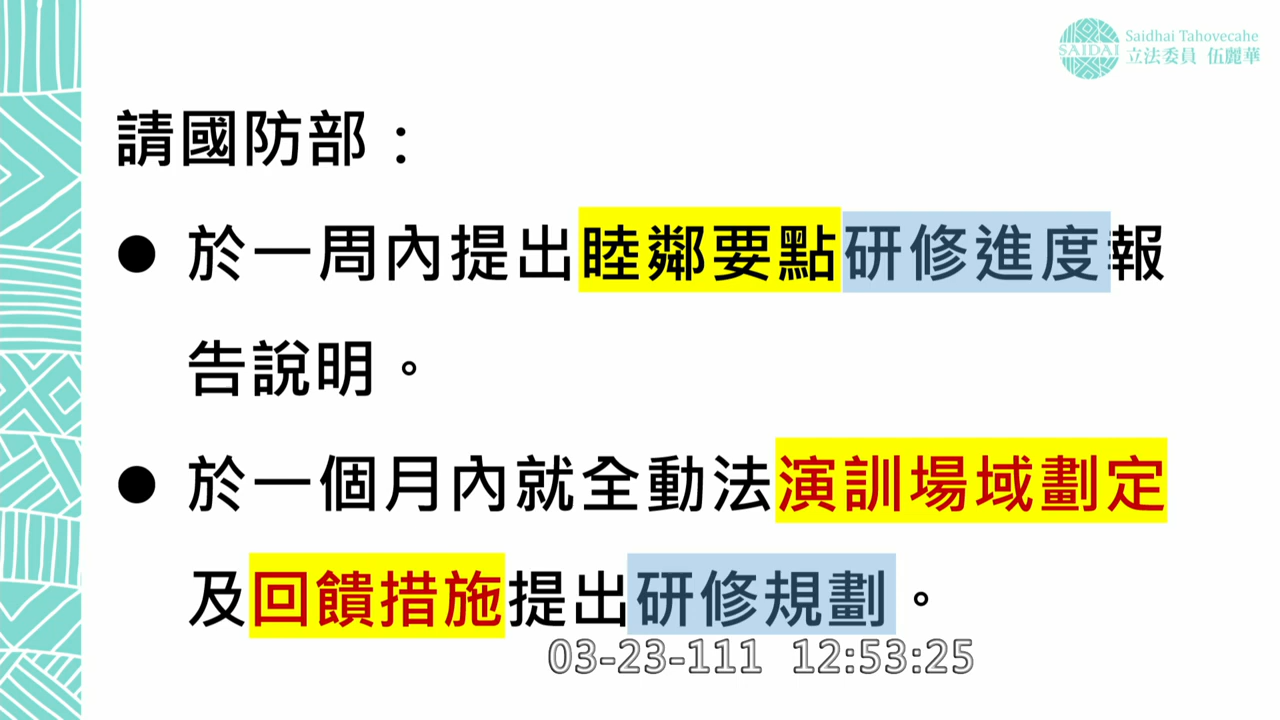 SAIDAI
Saidhai Tahovecahe
立法委員 伍麗華
請國防部：
● 於一周內提出睦鄰要點研修進度報
告說明。
● 於一個月內就全動法演訓場域劃定
及回饋措施提出研修規劃。
03-23-111 12:53:25